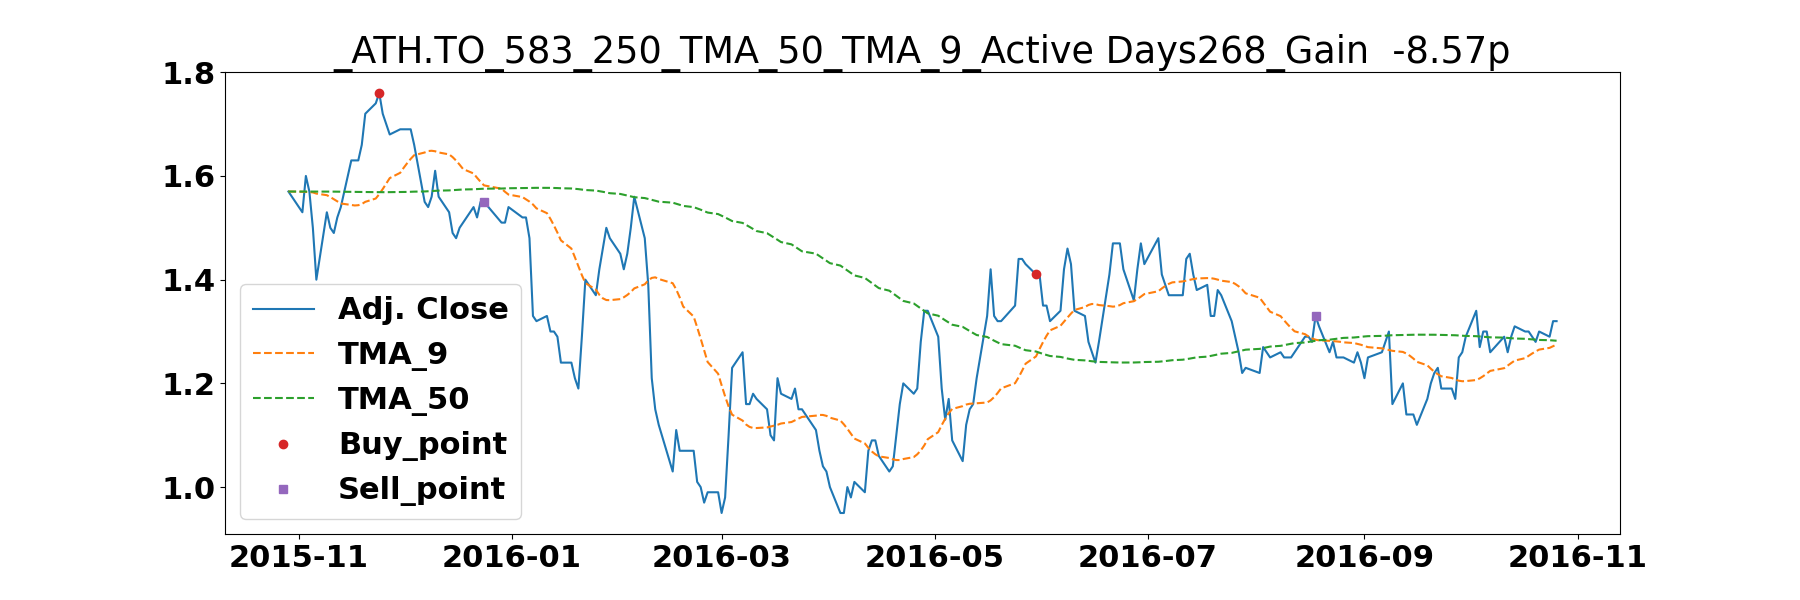 _ATH.TO_583_250_TMA_50_TMA_9_Active Days268_Gain  -8.57p
1.8
1.6
1.4
1.2
1.0
Adj. Close
TMA_9
TMA_50
Buy_point
Sell_point
2015-11 2016-01 2016-03 2016-05 2016-07 2016-09 2016-11